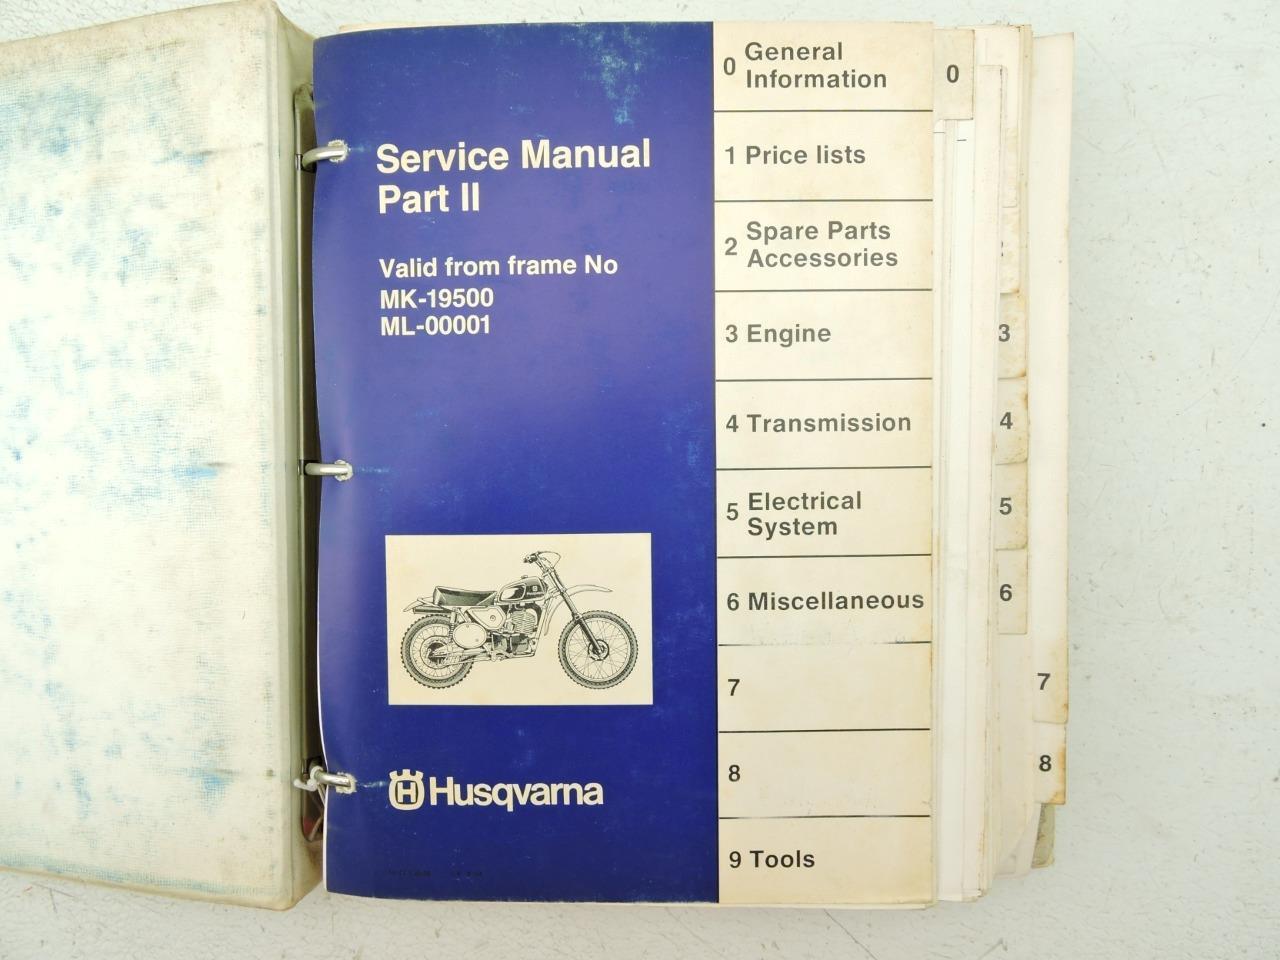 Service Manual
Part II
Valid from frame No
MK-19500
ML-00001
H
Husqvarna
0 General
Information
1 Price lists
2 Spare Parts
Accessories
3 Engine
4 Transmission
5 Electrical
System
6 Miscellaneous
7
8
9 Tools
0
3
4
5
6
7
8